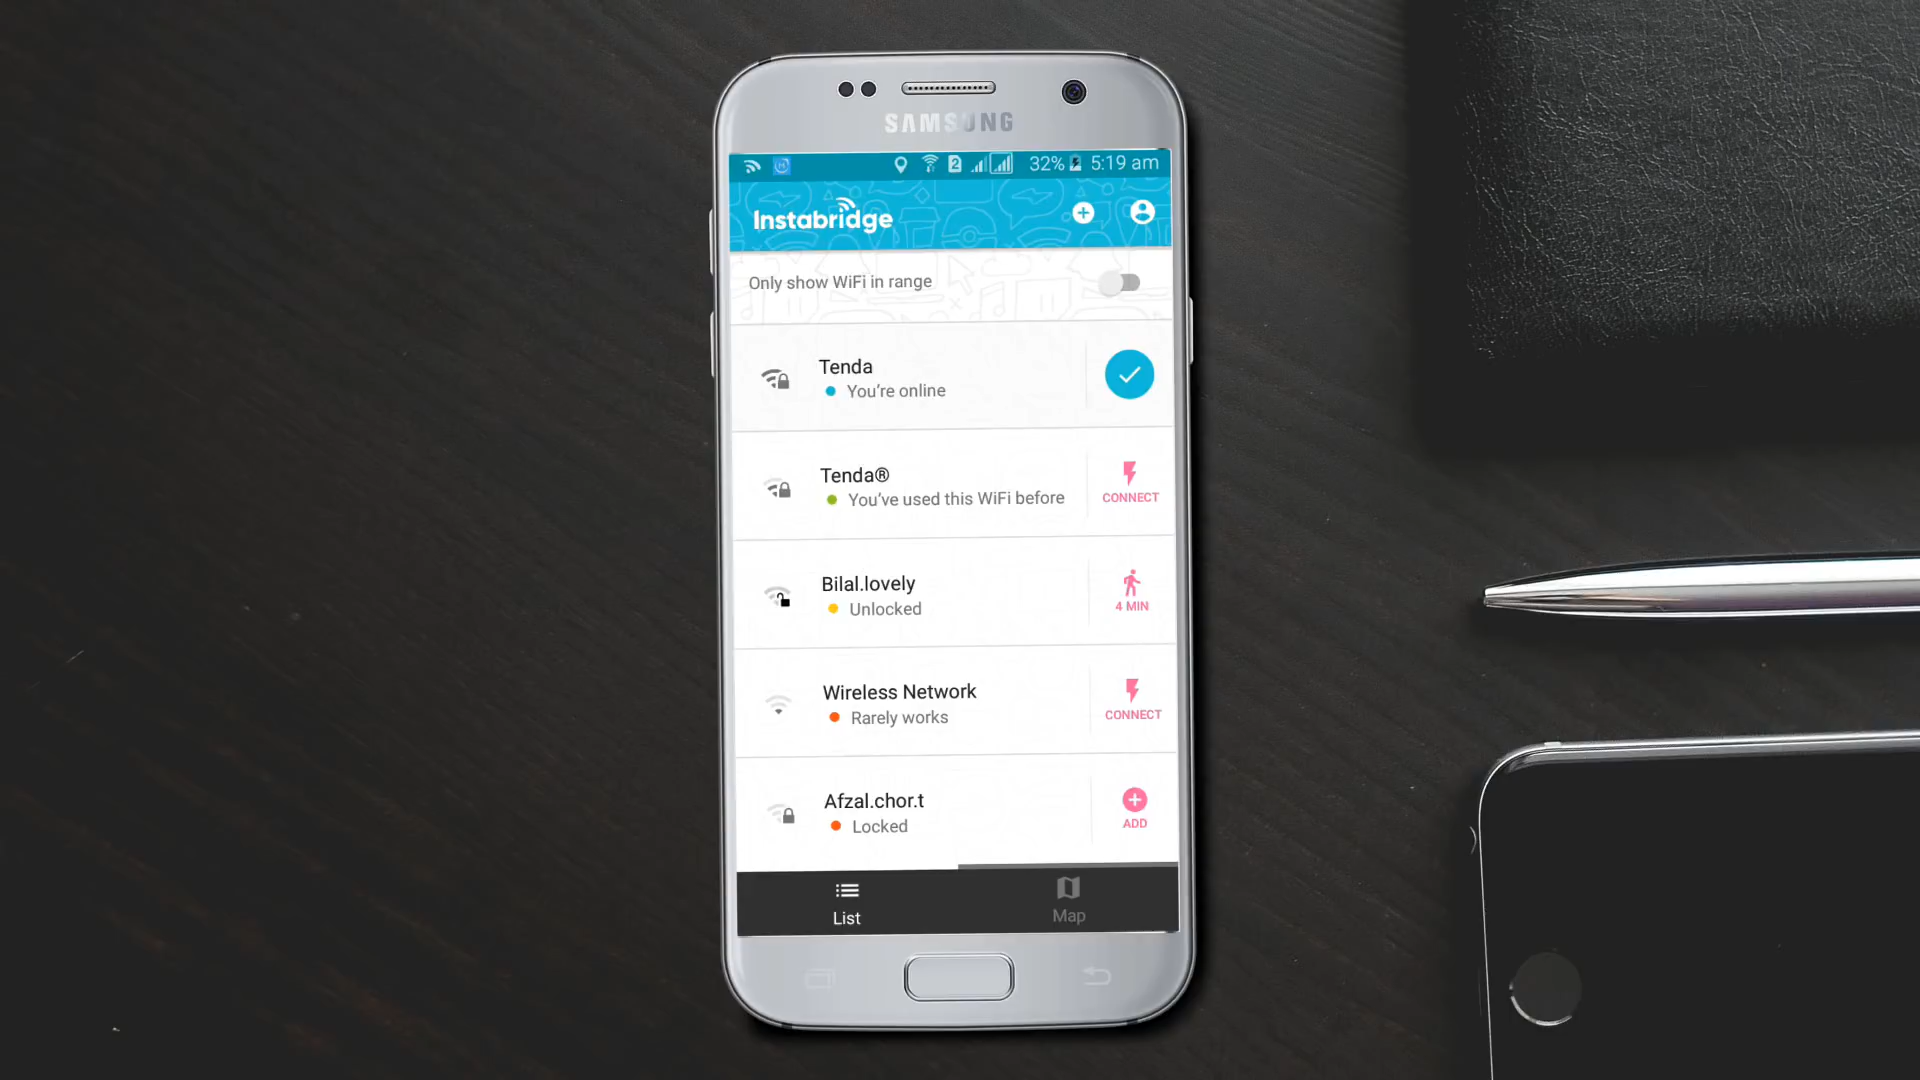 SAMSUNG
2 32% 5:19 am
Instabridge
Only show WiFi in range
Tenda
You're online
Tenda®
You've used this WiFi before
CONNECT
Bilal.lovely
Unlocked
4 MIN
Wireless Network
Rarely works
CONNECT
Afzal.chor.t
Locked
ADD
List
Map